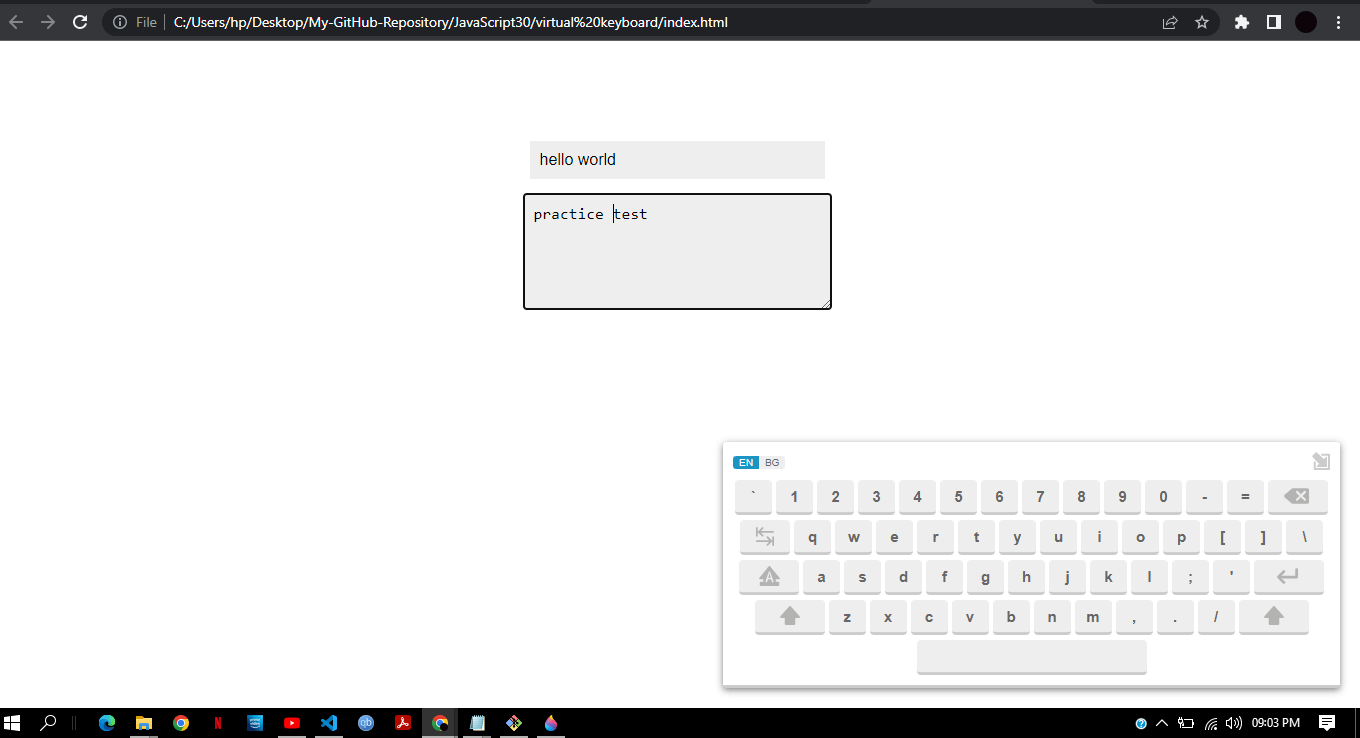 File
C:/Users/hp/Desktop/My-GitHub-Repository/JavaScript30/virtual%20keyboard/index.html
hello world
practice test
EN BG
` 1 2 3 4 5 6 7 8 9 0 - =
q w e r t y u i o p [ ] \
A a s d f g h j k l ; '
z x c v b n m , . /
N qb
09:03 PM